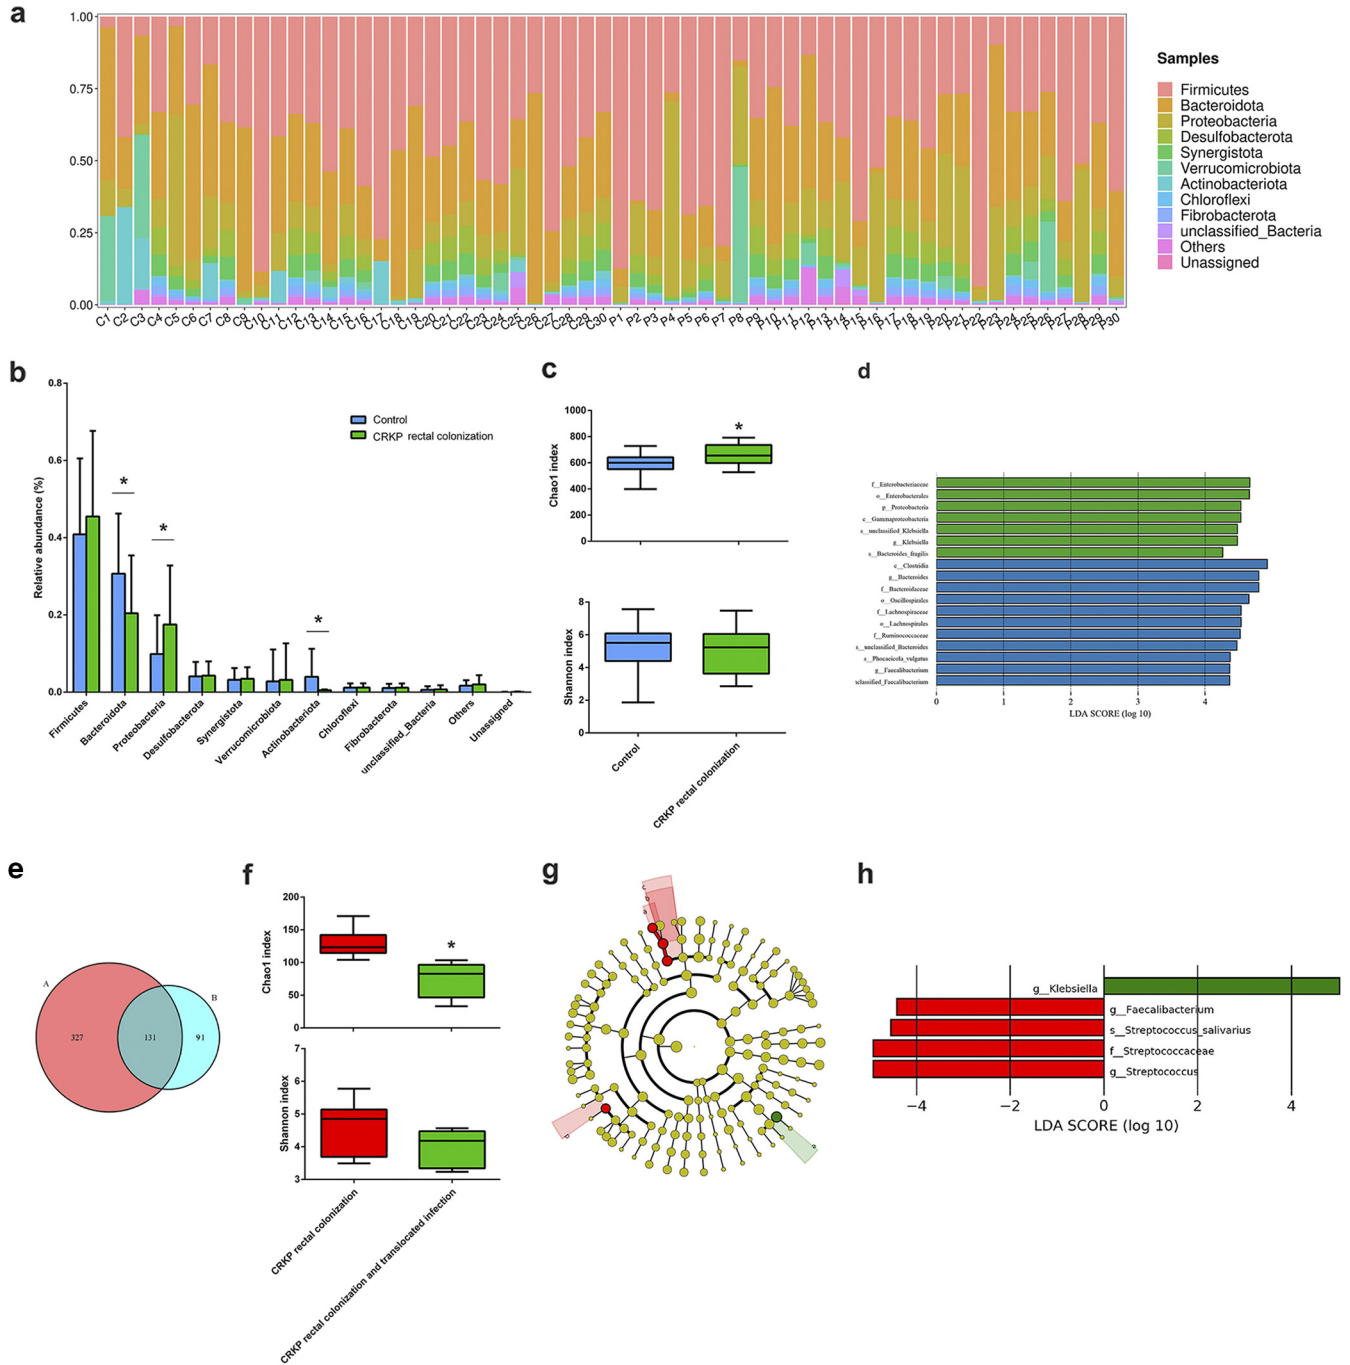 a
1.00
0.75
0.50
0.25
0.00
C1 C2 C3 C4 C5 C6 C7 C8 C9 C10 C11 C12 C13 C14 C15 C16 C17 C18 C19 C20 C21 C22 C23 C24 C25 C26 C27 C28 C29 C30 P1 P2 P3 P4 P5 P6 P7 P8 P9 P10 P11 P12 P13 P14 P15 P16 P17 P18 P19 P20 P21 P22 P23 P24 P25 P26 P27 P28 P29 P30
Samples
Firmicutes
Bacteroidota
Proteobacteria
Desulfobacterota
Synergistota
Verrucomicrobiota
Actinobacteriota
Chloroflexi
Fibrobacterota
unclassified_Bacteria
Others
Unassigned
b
Relative abundance (%)
0.8
0.6
0.4
0.2
0.0
Control
CRKP rectal colonization
*
*
*
Firmicutes
Bacteroidota
Proteobacteria
Desulfobacterota
Synergistota
Verrucomicrobiota
Actinobacteriota
Chloroflexi
Fibrobacterota
unclassified_Bacteria
Others
Unassigned
c
Chao1 index
1000
800
600
400
200
0
*
Shannon index
8
6
4
2
0
Control
CRKP rectal colonization
d
f__Enterobacteriaceae
o__Enterobacterales
p__Proteobacteria
c__Gammaproteobacteria
s__unclassified_Klebsiella
g__Klebsiella
s__Bacteroides_fragilis
c__Clostridia
g__Bacteroides
f__Bacteroidaceae
o__Oscillospirales
f__Lachnospiraceae
o__Lachnospirales
f__Ruminococcaceae
s__unclassified_Bacteroides
s__Phocaeicola_vulgatus
g__Faecalibacterium
nclassified_Faecalibacterium
0 1 2 3 4
LDA SCORE (log 10)
e
A
B
327
131
91
f
Chao1 index
200
150
100
50
0
*
Shannon index
7
6
5
4
3
CRKP rectal colonization
CRKP rectal colonization and translocated infection
g
h
g__Klebsiella
g__Faecalibacterium
s__Streptococcus_salivarius
f__Streptococcaceae
g__Streptococcus
−4 −2 0 2 4
LDA SCORE (log 10)